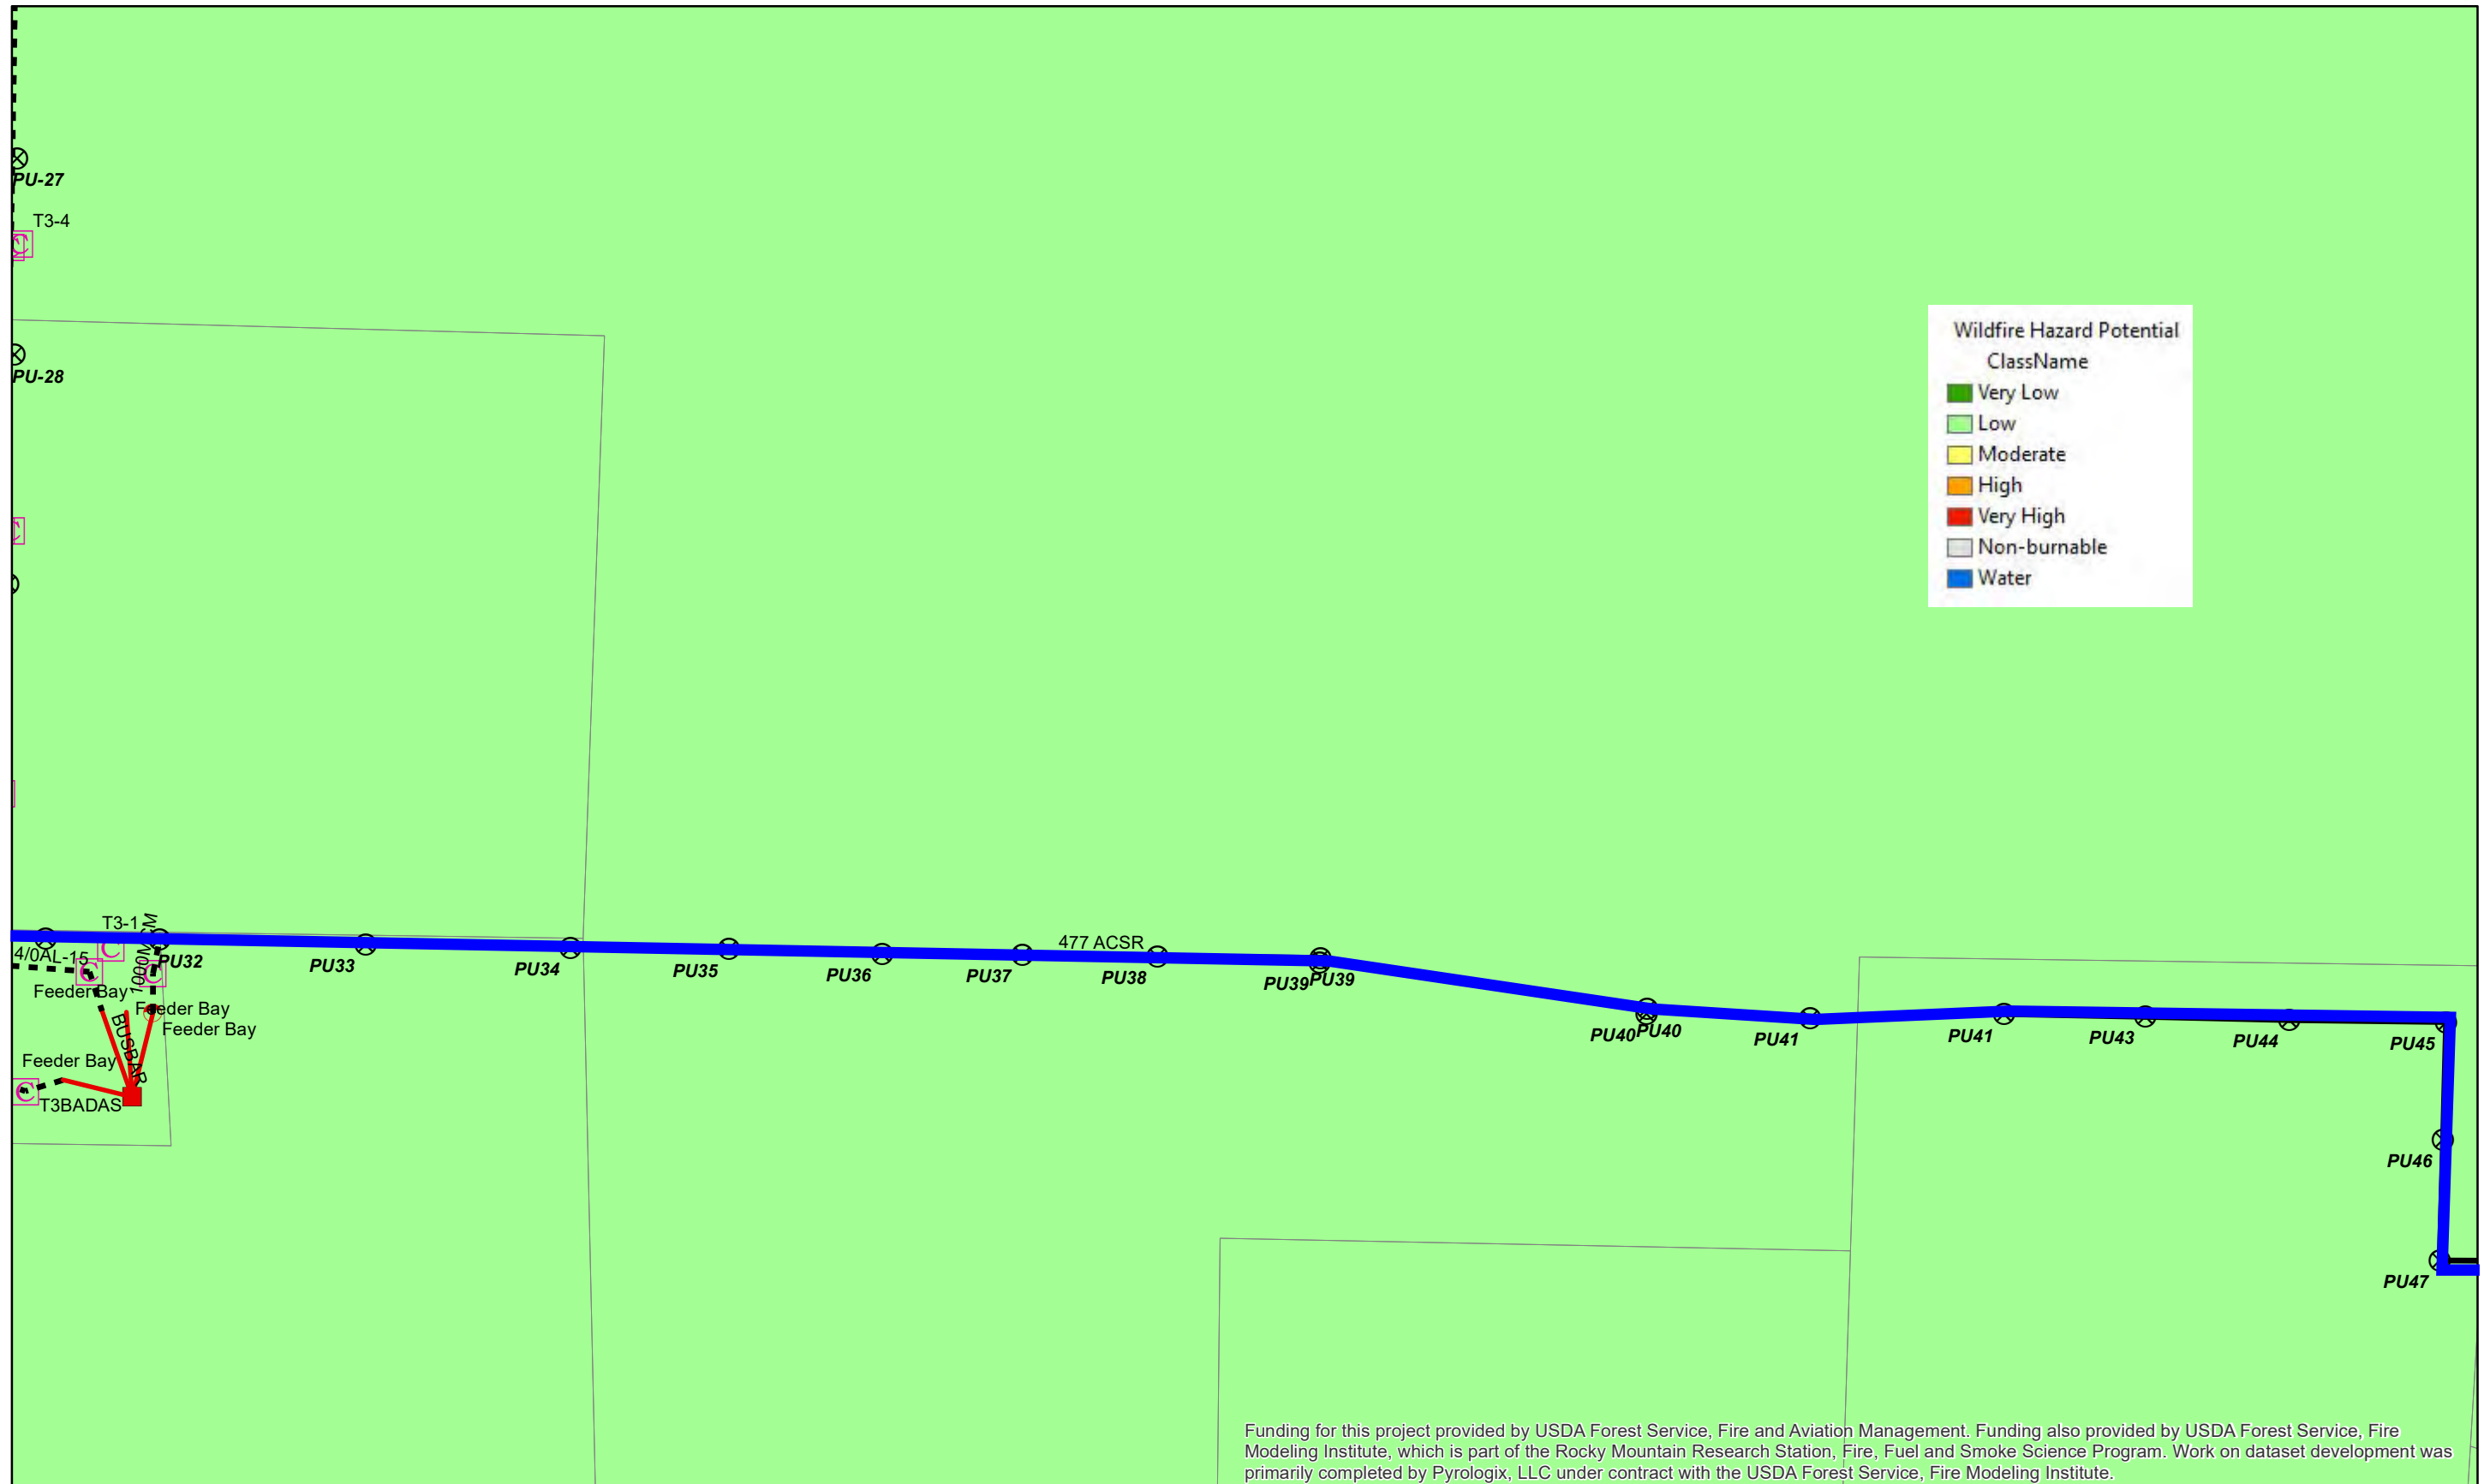 PU-27
T3-4
C
PU-28
Wildfire Hazard Potential
ClassName
Very Low
Low
Moderate
High
Very High
Non-burnable
Water
T3-1
C
4/0AL-15
C
C
PU32
PU33
PU34
PU35
PU36
PU37
477 ACSR
PU38
PU39
PU39
PU40
PU40
PU41
PU41
PU43
PU44
PU45
PU46
PU47
Feeder Bay
Feeder Bay
Feeder Bay
BUSBAR
Feeder Bay
C
T3BADAS
Funding for this project provided by USDA Forest Service, Fire and Aviation Management. Funding also provided by USDA Forest Service, Fire
Modeling Institute, which is part of the Rocky Mountain Research Station, Fire, Fuel and Smoke Science Program. Work on dataset development was
primarily completed by Pyrologix, LLC under contract with the USDA Forest Service, Fire Modeling Institute.